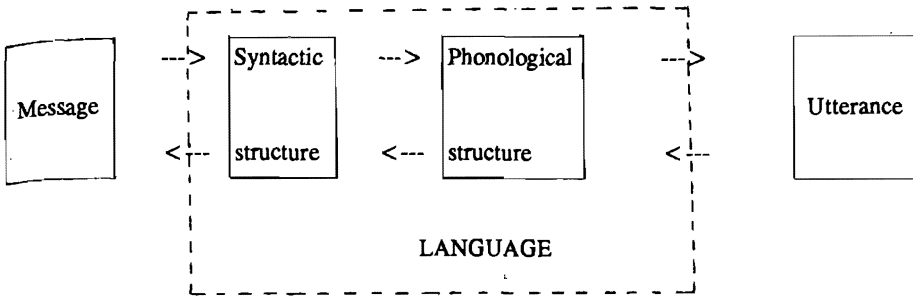 ---> Syntactic ---> Phonological --->
Message Utterance
<--- structure <--- structure <---
LANGUAGE